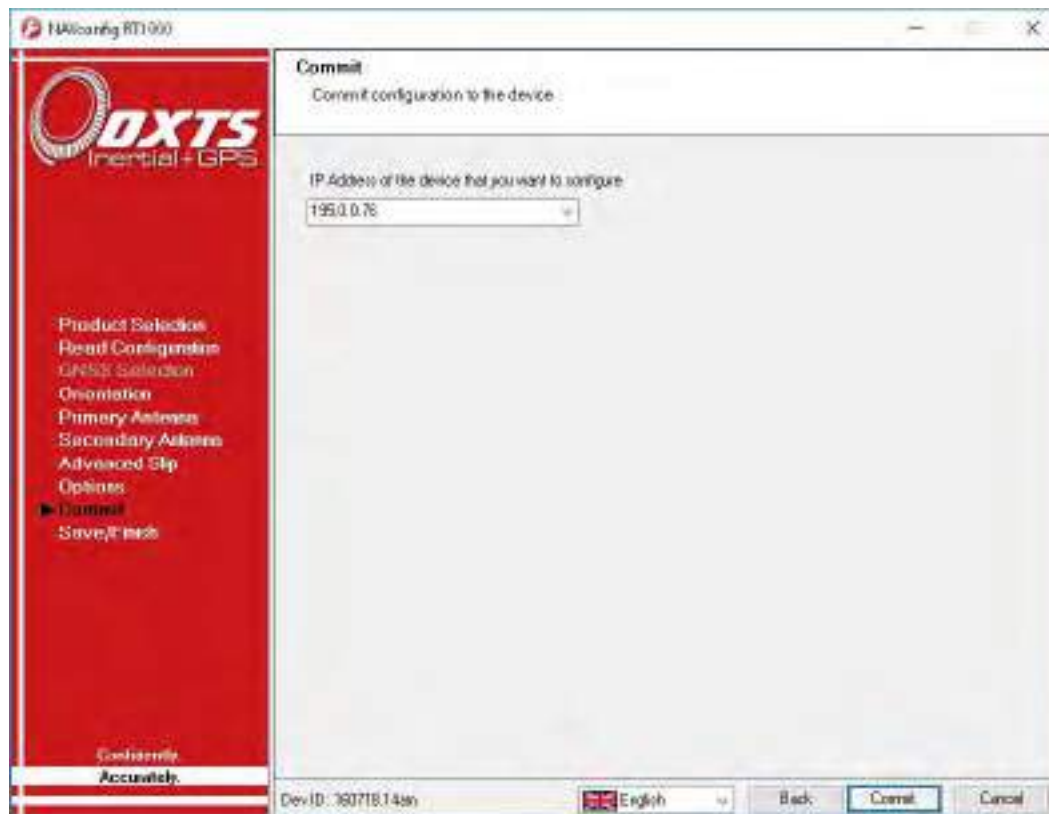 NAVconfig RT1000
OXTS
Inertial+GPS
Commit
Commit configuration to the device
IP Address of the device that you want to configure
195.0.0.76
Product Selection
Read Configuration
GNSS Selection
Orientation
Primary Antenna
Secondary Antenna
Advanced Slip
Options
Commit
Save/Finish
Confidently.
Accurately.
Dev ID: 160718.14an
English
Back
Commit
Cancel